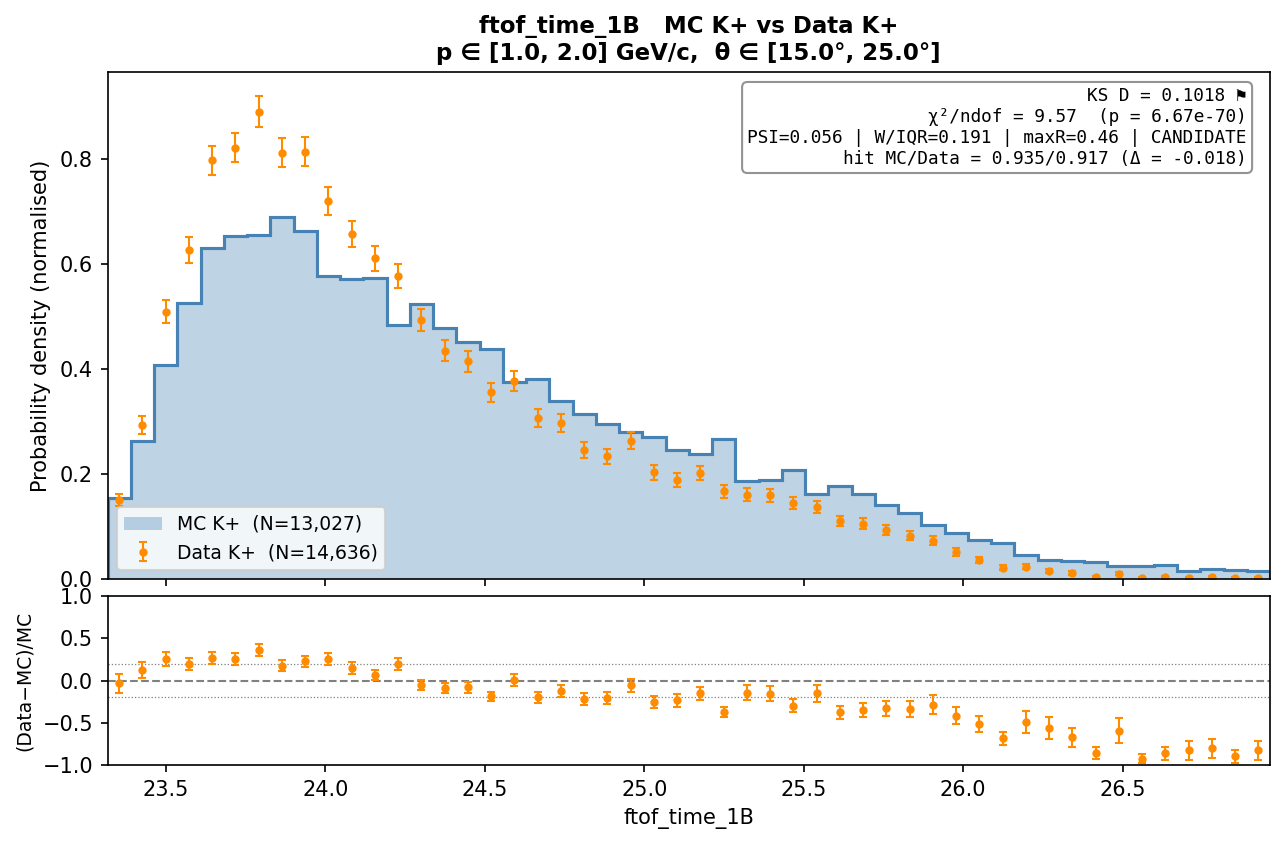 ftof_time_1B   MC K+ vs Data K+
p ∈ [1.0, 2.0] GeV/c,  θ ∈ [15.0°, 25.0°]
KS D = 0.1018 ⚑
χ²/ndof = 9.57  (p = 6.67e-70)
PSI=0.056 | W/IQR=0.191 | maxR=0.46 | CANDIDATE
hit MC/Data = 0.935/0.917 (Δ = -0.018)
Probability density (normalised)
0.8
0.6
0.4
0.2
0.0
MC K+  (N=13,027)
Data K+  (N=14,636)
(Data−MC)/MC
1.0
0.5
0.0
−0.5
−1.0
23.5 24.0 24.5 25.0 25.5 26.0 26.5
ftof_time_1B